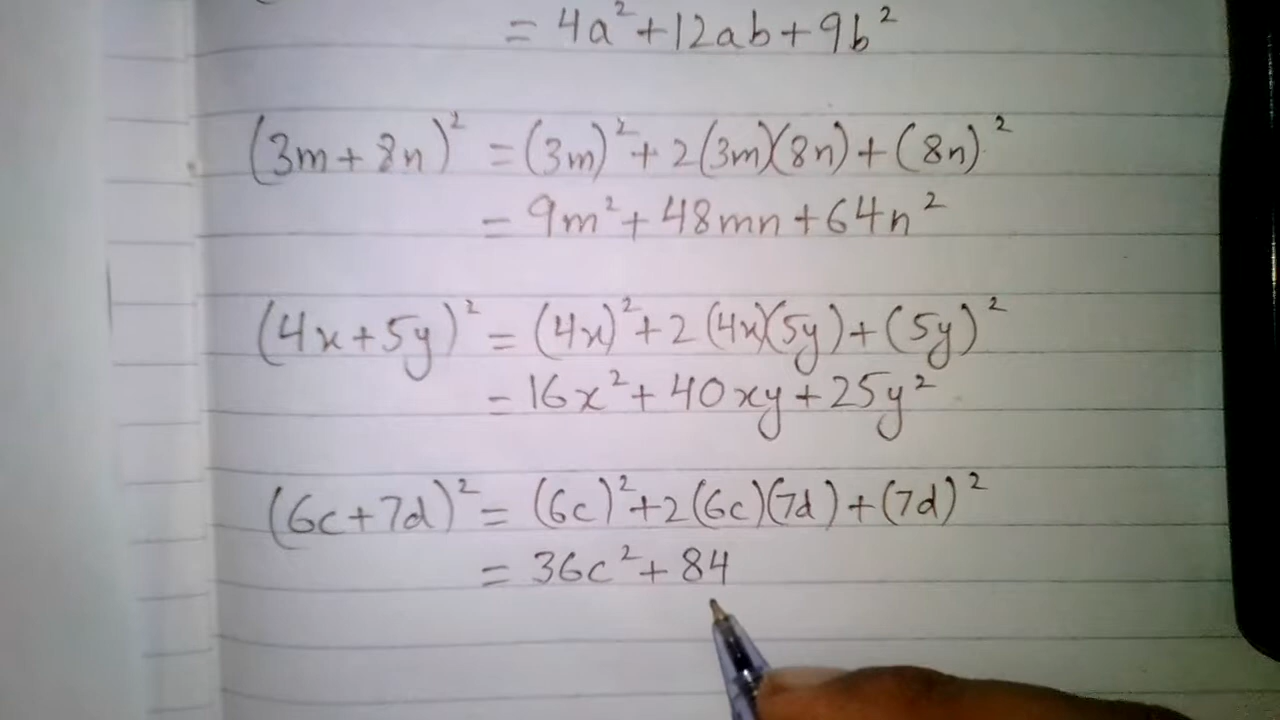 = 4a² + 12ab + 9b²
(3m + 8n)² = (3m)² + 2(3m)(8n) + (8n)²
= 9m² + 48mn + 64n²
(4x + 5y)² = (4x)² + 2(4x)(5y) + (5y)²
= 16x² + 40xy + 25y²
(6c + 7d)² = (6c)² + 2(6c)(7d) + (7d)²
= 36c² + 84